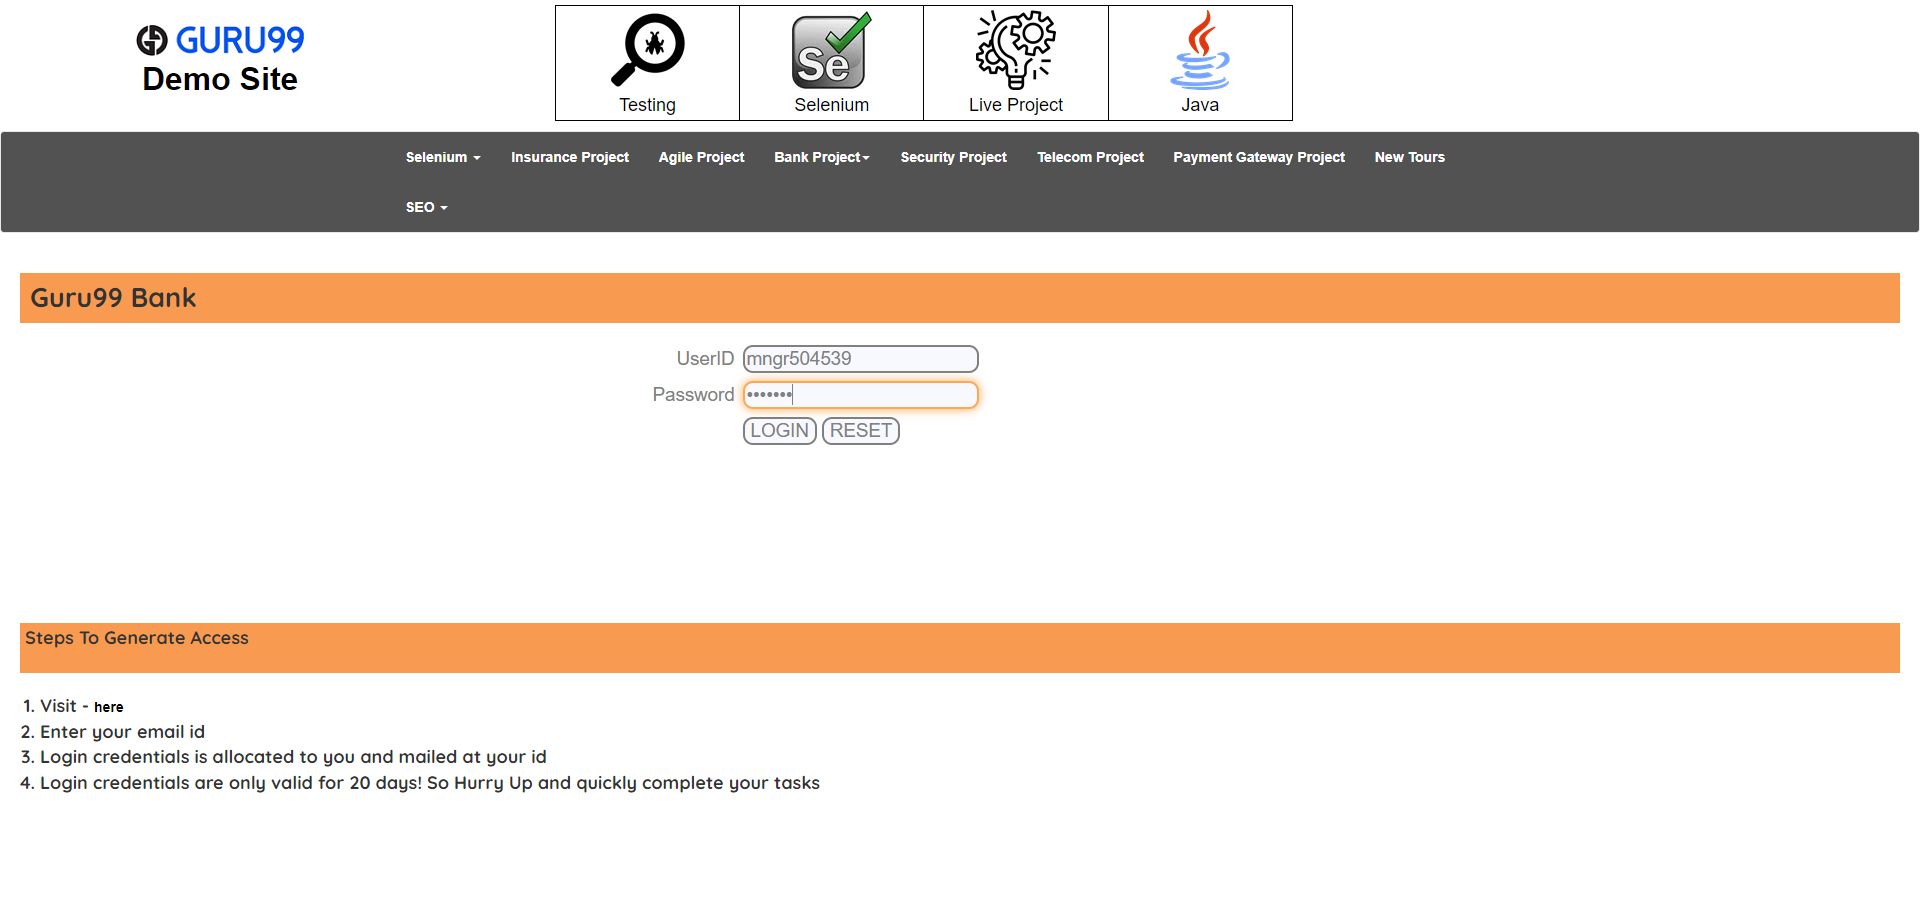 GURU99
Demo Site
Se
Testing
Selenium
Live Project
Java
Selenium
Insurance Project
Agile Project
Bank Project
Security Project
Telecom Project
Payment Gateway Project
New Tours
SEO
Guru99 Bank
UserID mngr504539
Password •••••••
LOGIN RESET
Steps To Generate Access
1. Visit - here
2. Enter your email id
3. Login credentials is allocated to you and mailed at your id
4. Login credentials are only valid for 20 days! So Hurry Up and quickly complete your tasks